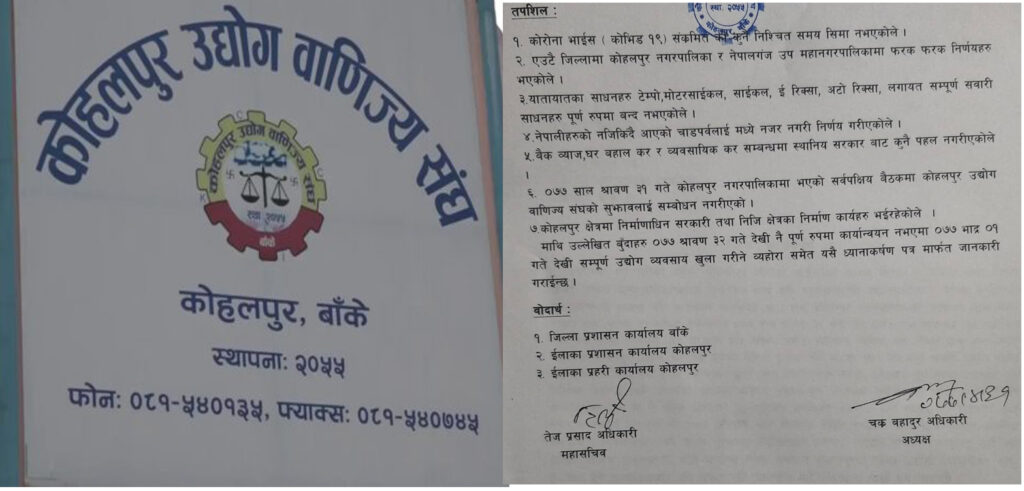 कोहलपुर उद्योग वाणिज्य संघ
कोहलपुर उद्योग वाणिज्य संघ
स्था २०५५
बाँके
कोहलपुर, बाँके
स्थापना: २०५५
फोन: ०८१-५४०१३५, फ्याक्स: ०८१-५४०७४५
तपशिल :
स्था. २०५५
१. कोरोना भाईस ( कोभिड १९) संक्रमित को कुनै निश्चित समय सिमा नभएकोले ।
२. एउटै जिल्लामा कोहलपुर नगरपालिका र नेपालगंज उप महानगरपालिकामा फरक फरक निर्णयहरु
भएकोले ।
३.यातायातका साधनहरु टेम्पो,मोटरसाईकल, साईकल, ई रिक्सा, अटो रिक्सा, लगायत सम्पूर्ण सवारी
साधनहरु पूर्ण रुपमा बन्द नभएकोले ।
४.नेपालीहरुको नजिकिदै आएको चाडपर्वलाई मध्ये नजर नगरी निर्णय गरीएकोले ।
५.बैंक व्याज,घर बहाल कर र व्यवसायिक कर सम्बन्धमा स्थानिय सरकार बाट कुनै पहल नगरीएकोले
।
६. ०७७ साल श्रावण ३१ गते कोहलपुर नगरपालिकामा भएको सर्वपक्षिय बैठकमा कोहलपुर उद्योग
वाणिज्य संघको सुभावलाई सम्बोधन नगरीएको ।
७ कोहलपुर क्षेत्रमा निर्माणाधिन सरकारी तथा निजि क्षेत्रका निर्माण कार्यहरु भईरहेकोले ।
माथि उल्लेखित बुंदाहरु ०७७ श्रावण ३२ गते देखी नै पूर्ण रुपमा कार्यान्वयन नभएमा ०७७ भाद्र ०१
गते देखी सम्पूर्ण उद्योग व्यवसाय खुला गरीने व्यहोरा समेत यसै ध्यानाकर्षण पत्र मार्फत जानकारी
गराईन्छ ।
बोदार्थ :
१. जिल्ला प्रशासन कार्यालय बाँके
२. ईलाका प्रशासन कार्यालय कोहलपुर
३. ईलाका प्रहरी कार्यालय कोहलपुर
तेज प्रसाद अधिकारी
महासचिव
चक्र बहादुर अधिकारी
अध्यक्ष